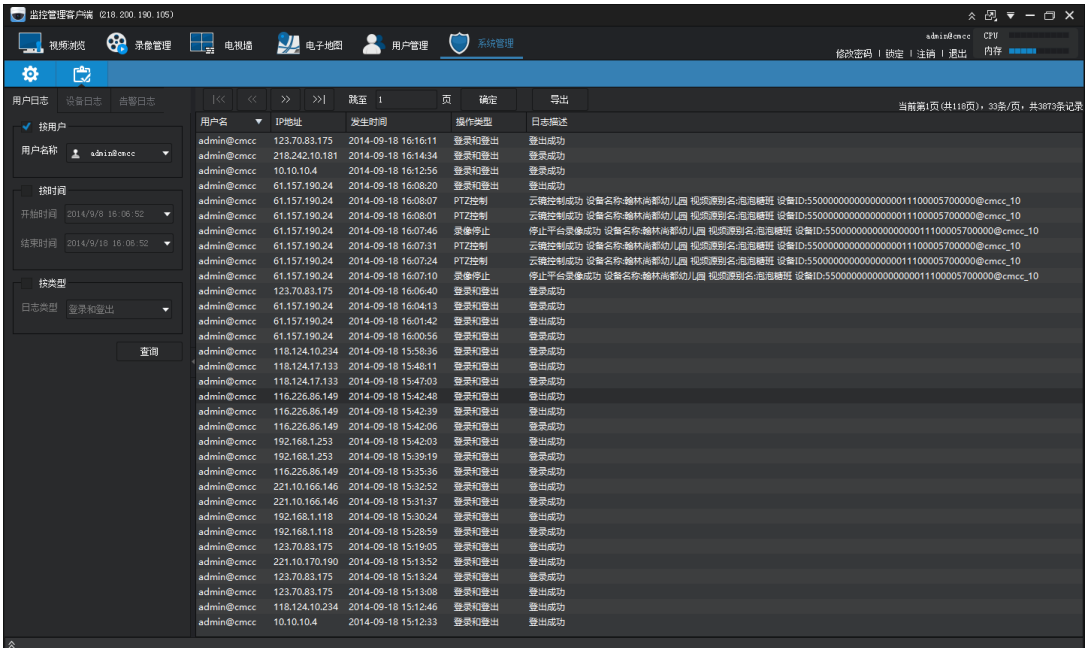 监控管理客户端 (218.200.190.105)
视频浏览 录像管理 电视墙 电子地图 用户管理 系统管理
admin@cmcc CPU
修改密码 | 锁定 | 注销 | 退出 内存
用户日志 设备日志 告警日志
|<< << >> >>| 跳至 1 页 确定 导出
当前第1页(共118页), 33条/页, 共3873条记录
按用户
用户名称 admin@cmcc
按时间
开始时间 2014/9/8 16:06:52
结束时间 2014/9/18 16:06:52
按类型
日志类型 登录和登出
查询
用户名 IP地址 发生时间 操作类型 日志描述
admin@cmcc 123.70.83.175 2014-09-18 16:16:11 登录和登出 登出成功
admin@cmcc 218.242.10.181 2014-09-18 16:14:34 登录和登出 登录成功
admin@cmcc 10.10.10.4 2014-09-18 16:12:56 登录和登出 登录成功
admin@cmcc 61.157.190.24 2014-09-18 16:08:20 登录和登出 登出成功
admin@cmcc 61.157.190.24 2014-09-18 16:08:07 PTZ控制 云镜控制成功 设备名称:翰林尚都幼儿园 视频源别名:泡泡糖班 设备ID:5500000000000000011100005700000@cmcc_10
admin@cmcc 61.157.190.24 2014-09-18 16:08:01 PTZ控制 云镜控制成功 设备名称:翰林尚都幼儿园 视频源别名:泡泡糖班 设备ID:5500000000000000011100005700000@cmcc_10
admin@cmcc 61.157.190.24 2014-09-18 16:07:46 录像停止 停止平台录像成功 设备名称:翰林尚都幼儿园 视频源别名:泡泡糖班 设备ID:5500000000000000011100005700000@cmcc_10
admin@cmcc 61.157.190.24 2014-09-18 16:07:31 PTZ控制 云镜控制成功 设备名称:翰林尚都幼儿园 视频源别名:泡泡糖班 设备ID:5500000000000000011100005700000@cmcc_10
admin@cmcc 61.157.190.24 2014-09-18 16:07:24 PTZ控制 云镜控制成功 设备名称:翰林尚都幼儿园 视频源别名:泡泡糖班 设备ID:5500000000000000011100005700000@cmcc_10
admin@cmcc 61.157.190.24 2014-09-18 16:07:10 录像停止 停止平台录像成功 设备名称:翰林尚都幼儿园 视频源别名:泡泡糖班 设备ID:5500000000000000011100005700000@cmcc_10
admin@cmcc 123.70.83.175 2014-09-18 16:06:40 登录和登出 登录成功
admin@cmcc 61.157.190.24 2014-09-18 16:04:13 登录和登出 登录成功
admin@cmcc 61.157.190.24 2014-09-18 16:01:42 登录和登出 登出成功
admin@cmcc 61.157.190.24 2014-09-18 16:00:56 登录和登出 登录成功
admin@cmcc 118.124.10.234 2014-09-18 15:58:36 登录和登出 登录成功
admin@cmcc 118.124.17.133 2014-09-18 15:48:11 登录和登出 登出成功
admin@cmcc 118.124.17.133 2014-09-18 15:47:03 登录和登出 登录成功
admin@cmcc 116.226.86.149 2014-09-18 15:42:48 登录和登出 登出成功
admin@cmcc 116.226.86.149 2014-09-18 15:42:39 登录和登出 登录成功
admin@cmcc 116.226.86.149 2014-09-18 15:42:06 登录和登出 登录成功
admin@cmcc 192.168.1.253 2014-09-18 15:42:03 登录和登出 登出成功
admin@cmcc 192.168.1.253 2014-09-18 15:39:19 登录和登出 登录成功
admin@cmcc 116.226.86.149 2014-09-18 15:35:36 登录和登出 登录成功
admin@cmcc 221.10.166.146 2014-09-18 15:32:52 登录和登出 登出成功
admin@cmcc 221.10.166.146 2014-09-18 15:31:37 登录和登出 登录成功
admin@cmcc 192.168.1.118 2014-09-18 15:30:24 登录和登出 登出成功
admin@cmcc 192.168.1.118 2014-09-18 15:28:59 登录和登出 登录成功
admin@cmcc 123.70.83.175 2014-09-18 15:19:05 登录和登出 登出成功
admin@cmcc 221.10.170.190 2014-09-18 15:13:52 登录和登出 登出成功
admin@cmcc 123.70.83.175 2014-09-18 15:13:24 登录和登出 登录成功
admin@cmcc 123.70.83.175 2014-09-18 15:13:08 登录和登出 登出成功
admin@cmcc 118.124.10.234 2014-09-18 15:12:46 登录和登出 登出成功
admin@cmcc 10.10.10.4 2014-09-18 15:12:33 登录和登出 登出成功